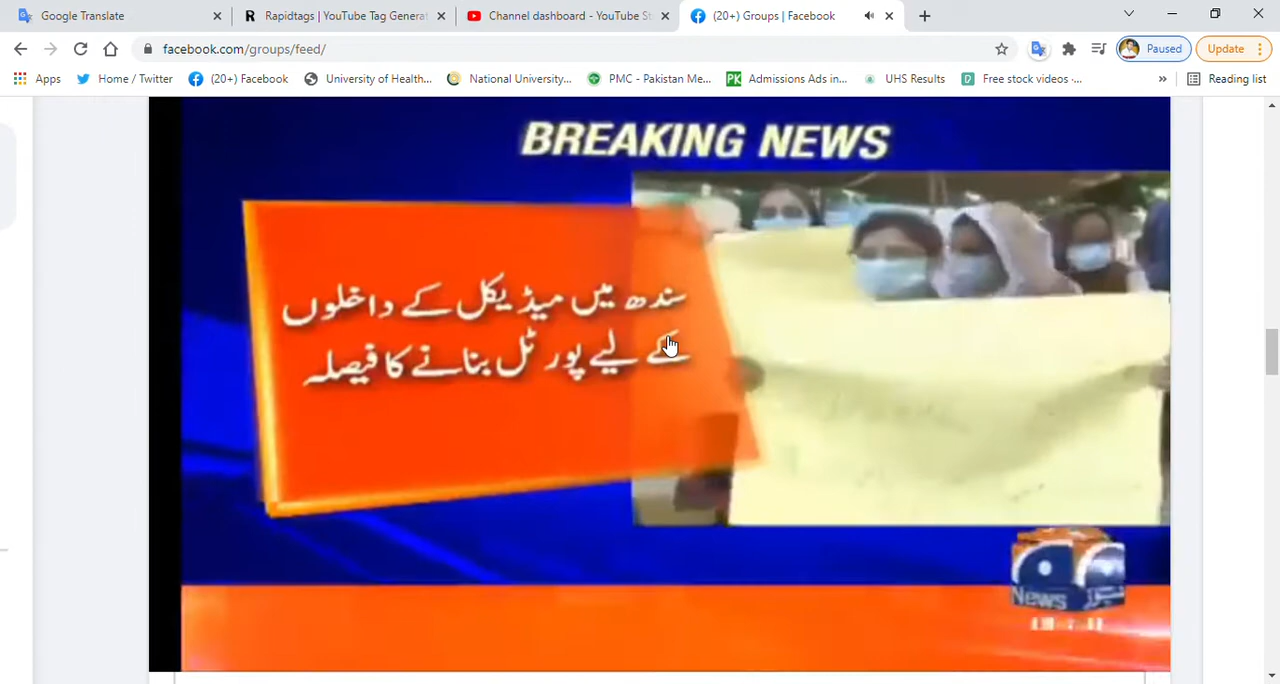 Google Translate
Rapidtags | YouTube Tag Generat
Channel dashboard - YouTube St
(20+) Groups | Facebook
facebook.com/groups/feed/
Paused
Update
Apps
Home / Twitter
(20+) Facebook
University of Health...
National University...
PMC - Pakistan Me...
Admissions Ads in...
UHS Results
Free stock videos -...
»
Reading list
BREAKING NEWS
سندھ میں میڈیکل کے داخلوں
کے لیے پورٹل بنانے کا فیصلہ
News نیوز